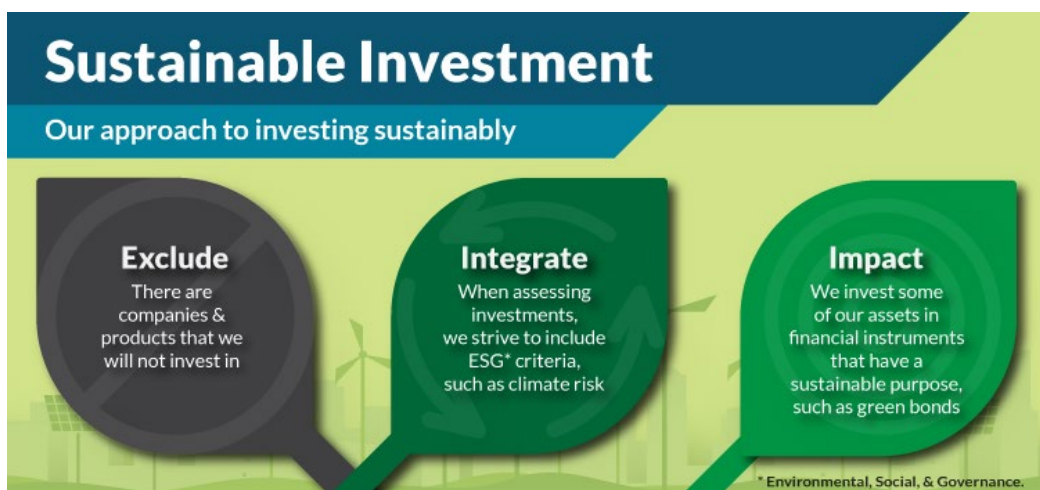 Sustainable Investment
Our approach to investing sustainably
Exclude
There are
companies &
products that we
will not invest in
Integrate
When assessing
investments,
we strive to include
ESG* criteria,
such as climate risk
Impact
We invest some
of our assets in
financial instruments
that have a
sustainable purpose,
such as green bonds
* Environmental, Social, & Governance.